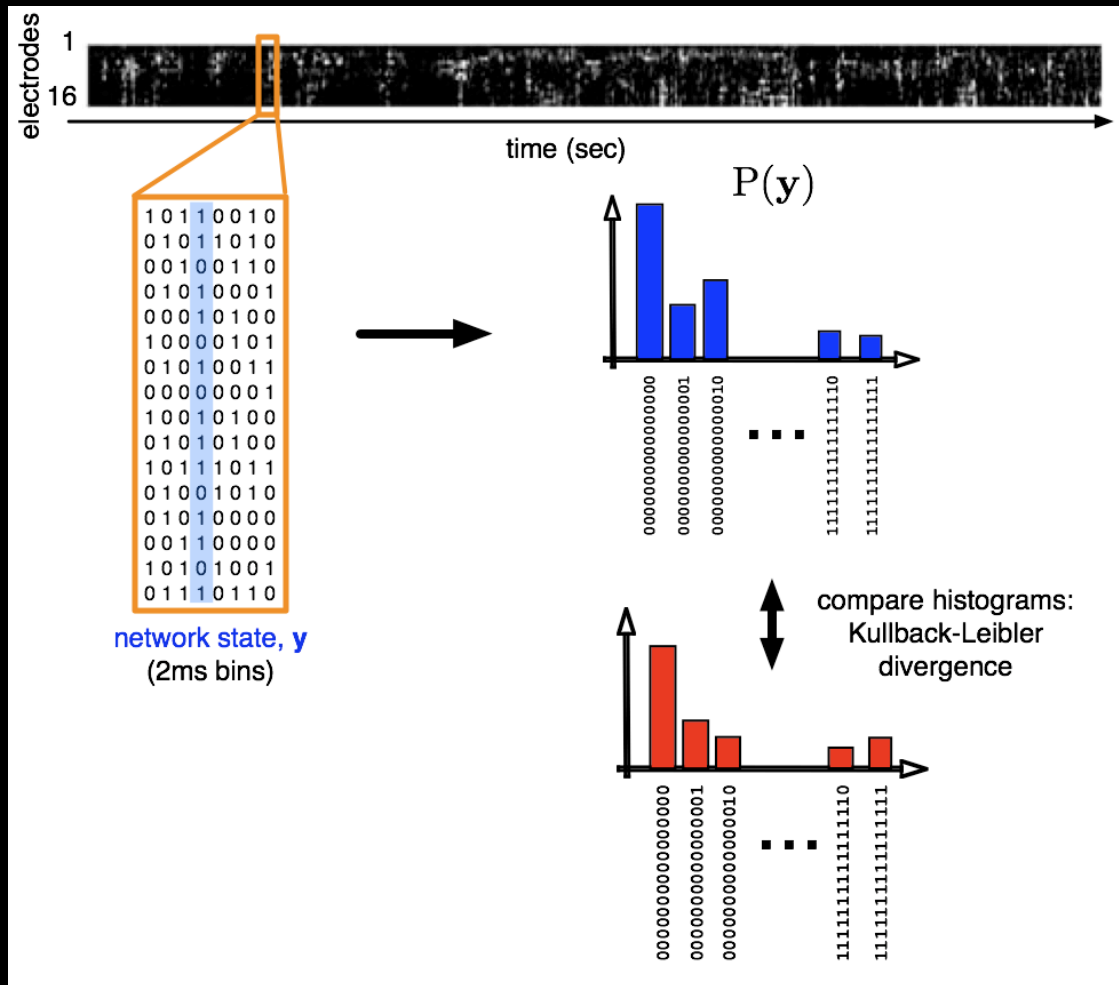 electrodes
1
16
time (sec)
P(y)
1 0 1 1 0 0 1 0
0 1 0 1 1 0 1 0
0 0 1 0 0 1 1 0
0 1 0 1 0 0 0 1
0 0 0 1 0 1 0 0
1 0 0 0 0 1 0 1
0 1 0 1 0 0 1 1
0 0 0 0 0 0 0 1
1 0 0 1 0 1 0 0
0 1 0 1 0 1 0 0
1 0 1 1 1 0 1 1
0 1 0 0 1 0 1 0
0 1 0 1 0 0 0 0
0 0 1 1 0 0 0 0
1 0 1 0 1 0 0 1
0 1 1 1 0 1 1 0
network state, y
(2ms bins)
0000000000000000
0000000000000001
0000000000000010
...
1111111111111110
1111111111111111
compare histograms:
Kullback-Leibler
divergence
0000000000000000
0000000000000001
0000000000000010
...
1111111111111110
1111111111111111